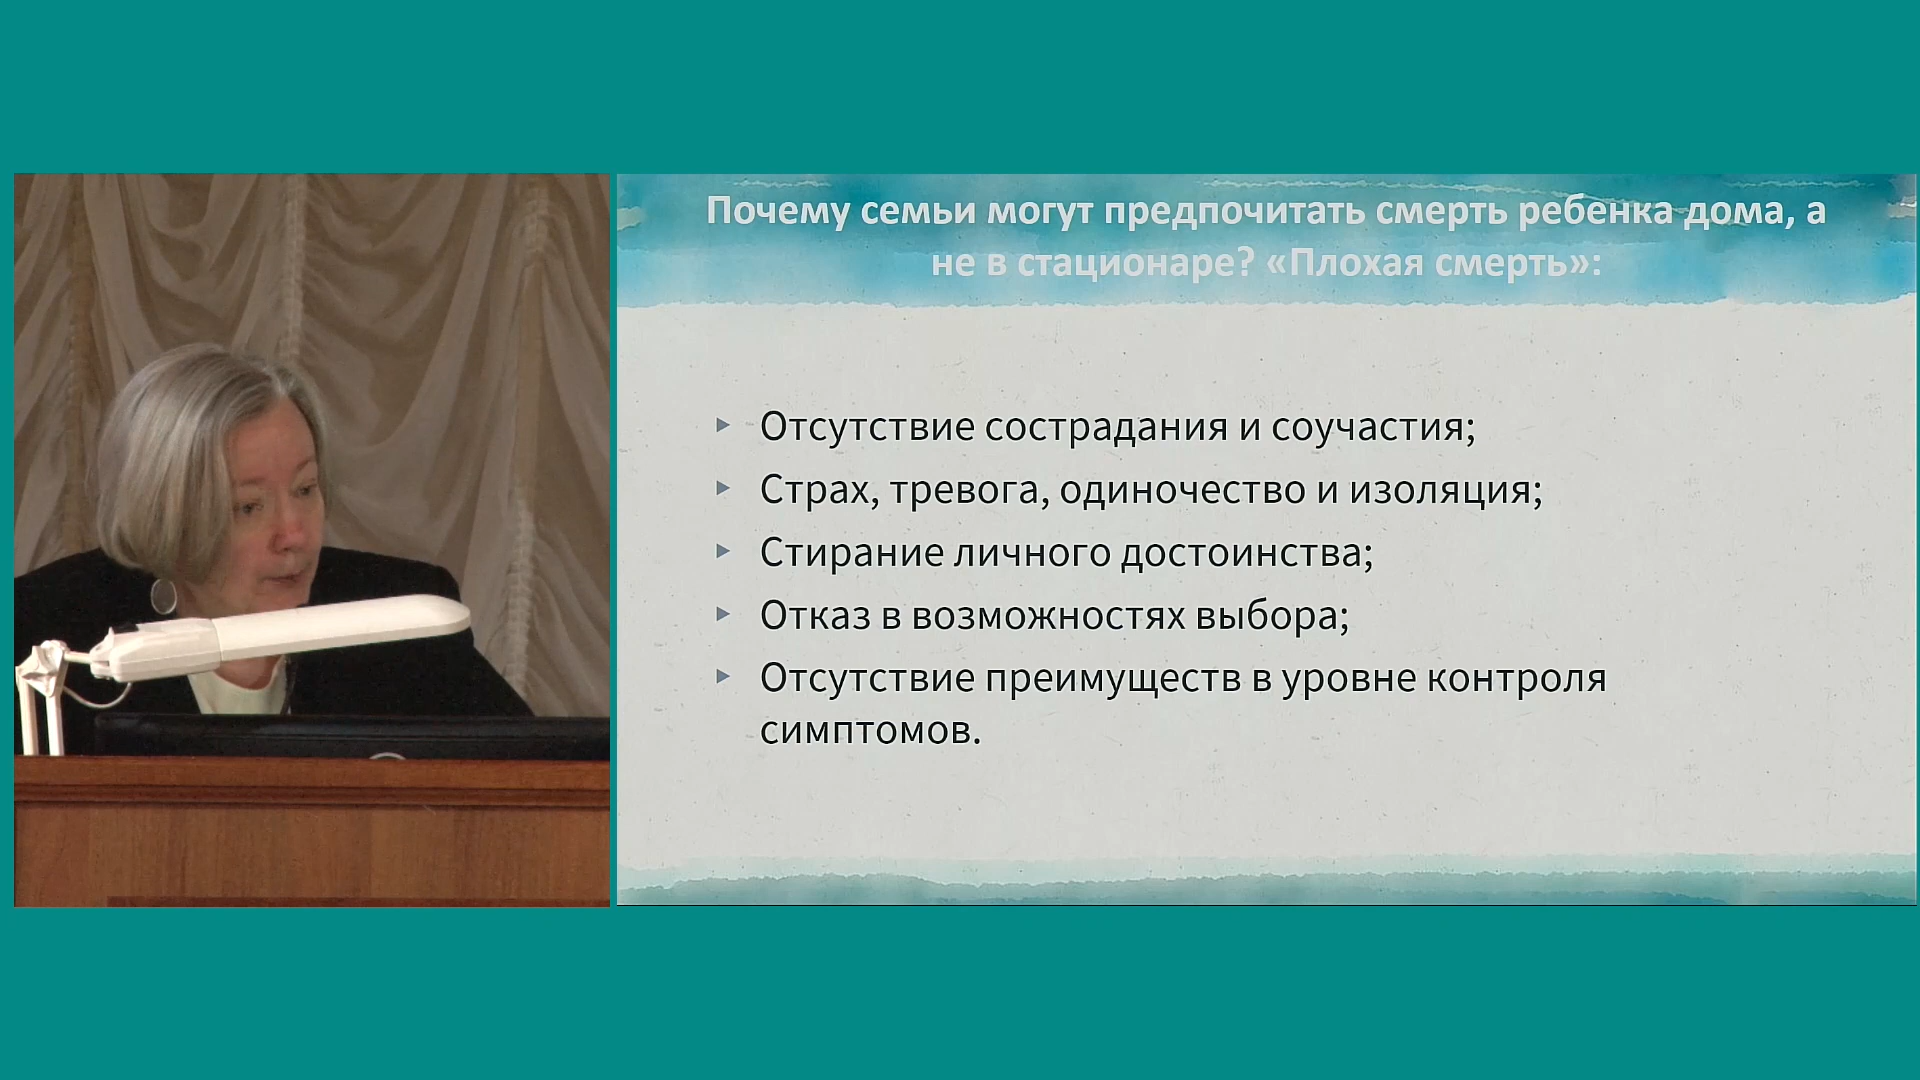 Почему семьи могут предпочитать смерть ребенка дома, а
не в стационаре? «Плохая смерть»:
Отсутствие сострадания и соучастия;
Страх, тревога, одиночество и изоляция;
Стирание личного достоинства;
Отказ в возможностях выбора;
Отсутствие преимуществ в уровне контроля
симптомов.